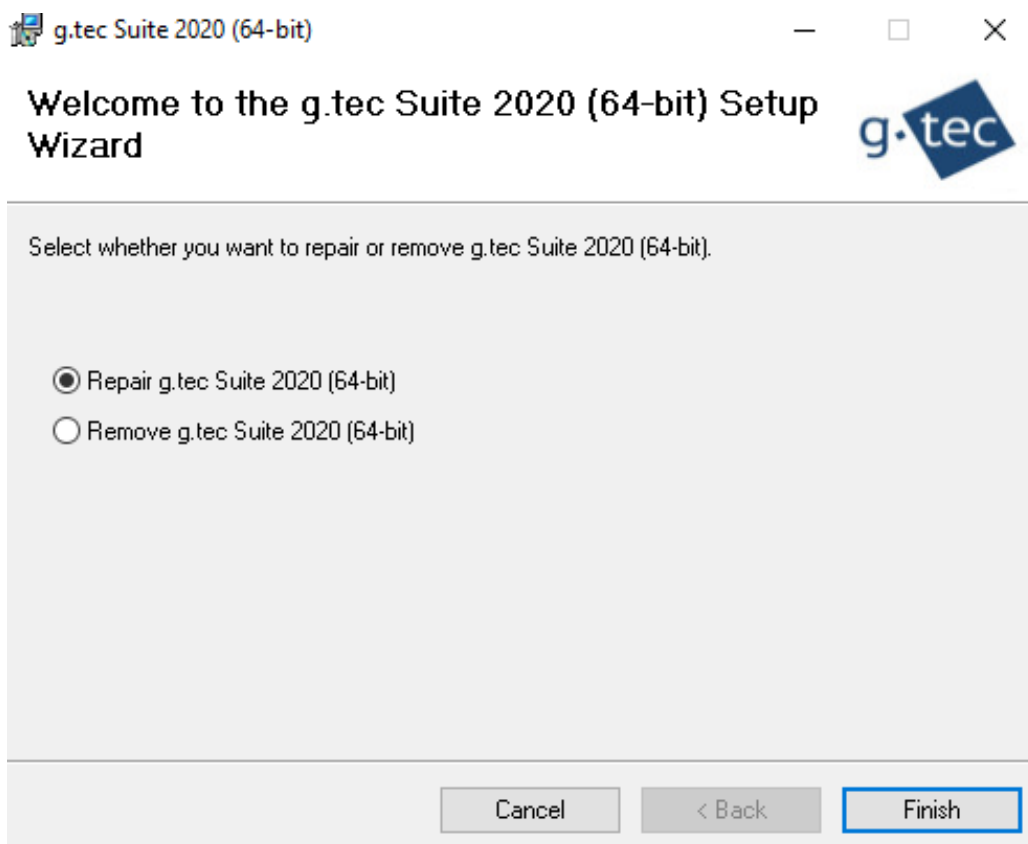 g.tec Suite 2020 (64-bit)
Welcome to the g.tec Suite 2020 (64-bit) Setup
Wizard
g.tec
Select whether you want to repair or remove g.tec Suite 2020 (64-bit).
Repair g.tec Suite 2020 (64-bit)
Remove g.tec Suite 2020 (64-bit)
Cancel
< Back
Finish